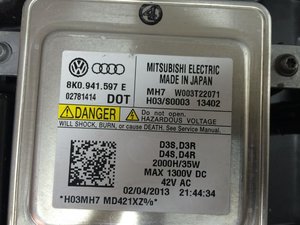 8K0.941.597 E
02781414 DOT
MITSUBISHI ELECTRIC
MADE IN JAPAN
MH7 W003T22071
H03/S0003 13402
DANGER Do not open.
HAZARDOUS VOLTAGE
WILL SHOCK, BURN, or cause DEATH. See Service Manual.
D3S, D3R
D4S, D4R
2000H/35W
MAX 1300V DC
42V AC
02/04/2013 21:44:34
*H03MH7 MD421XZ%*